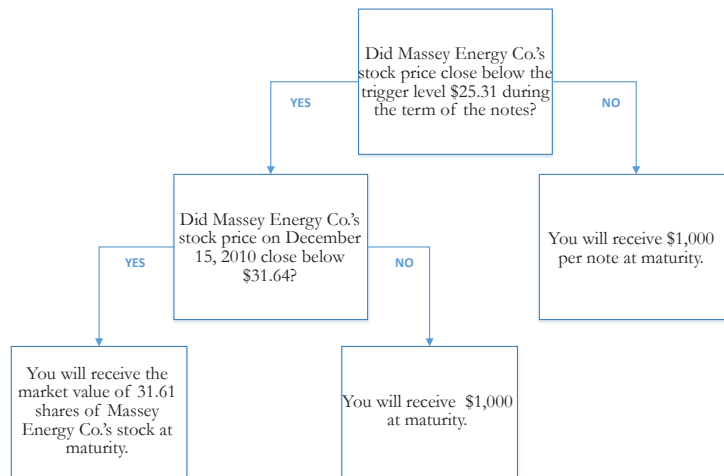 Did Massey Energy Co.'s
stock price close below the
trigger level $25.31 during
the term of the notes?
YES
NO
Did Massey Energy Co.'s
stock price on December
15, 2010 close below
$31.64?
You will receive $1,000
per note at maturity.
YES
NO
You will receive the
market value of 31.61
shares of Massey
Energy Co.'s stock at
maturity.
You will receive $1,000
at maturity.